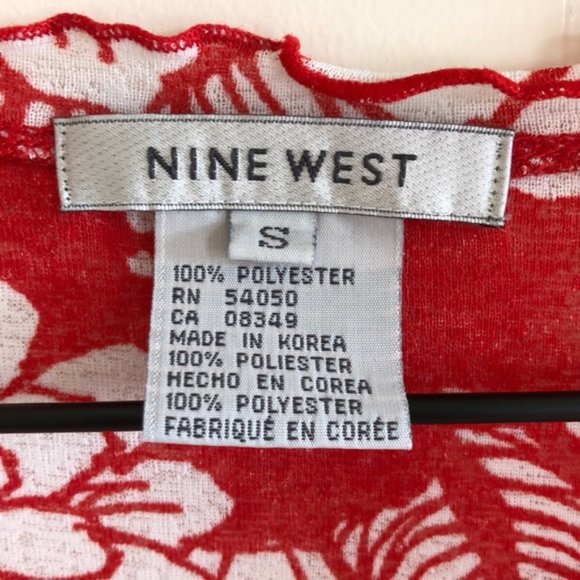 NINE WEST
S
100% POLYESTER
RN 54050
CA 08349
MADE IN KOREA
100% POLIESTER
HECHO EN COREA
100% POLYESTER
FABRIQUÉ EN CORÉE